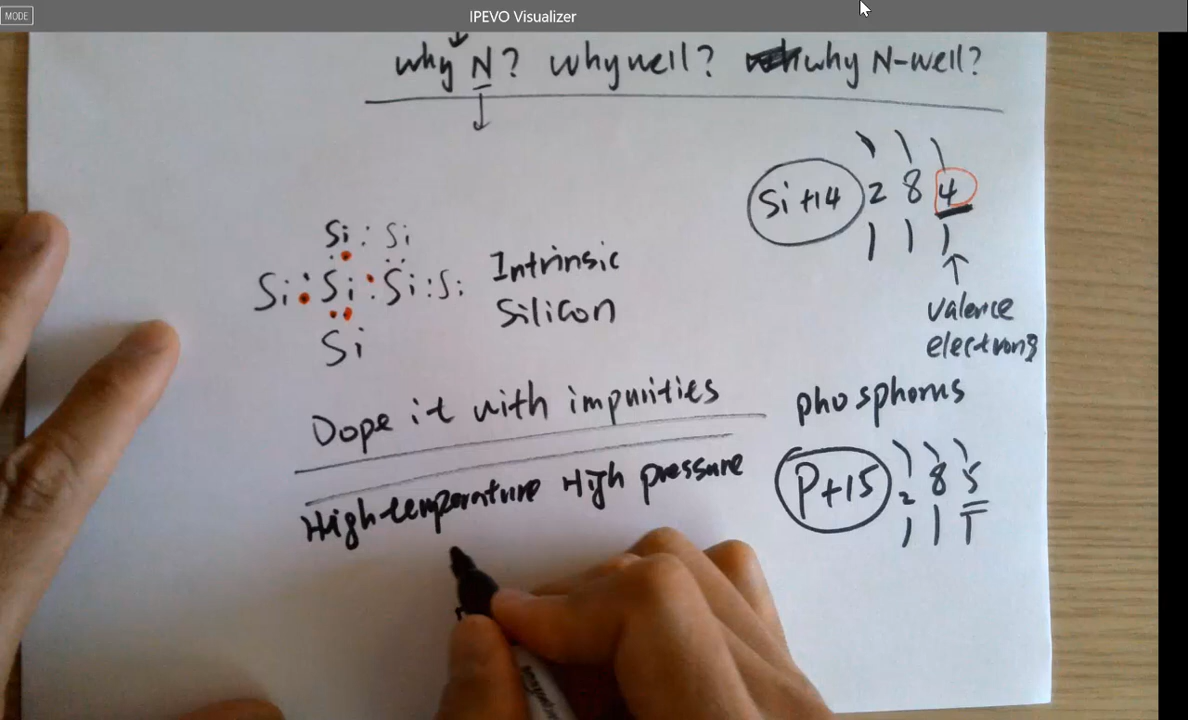 MODE
IPEVO Visualizer
why N? why well? why N-well?
Si+14 2 8 4
Si : Si
Si : Si : Si : Si
Si
Intrinsic
Silicon
valence
electrons
Dope it with impurities
phosphorus
High-temperature High pressure
P+15 2 8 5